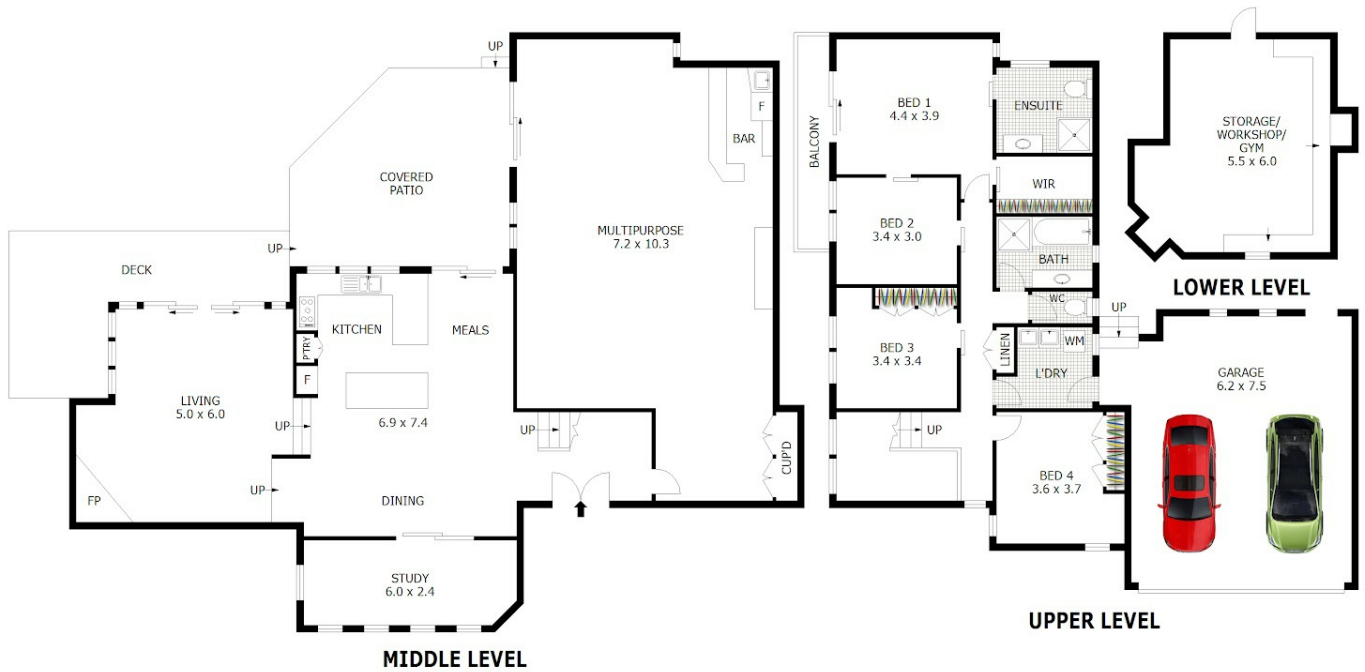 UP
COVERED
PATIO
DECK
UP
KITCHEN
MEALS
P'TRY
F
LIVING
5.0 x 6.0
UP
6.9 x 7.4
UP
UP
DINING
FP
STUDY
6.0 x 2.4
F
BAR
MULTIPURPOSE
7.2 x 10.3
CUP'D
MIDDLE LEVEL
BALCONY
BED 1
4.4 x 3.9
ENSUITE
WIR
BED 2
3.4 x 3.0
BATH
WC
BED 3
3.4 x 3.4
LINEN
WM
L'DRY
UP
UP
BED 4
3.6 x 3.7
GARAGE
6.2 x 7.5
UPPER LEVEL
STORAGE/
WORKSHOP/
GYM
5.5 x 6.0
LOWER LEVEL